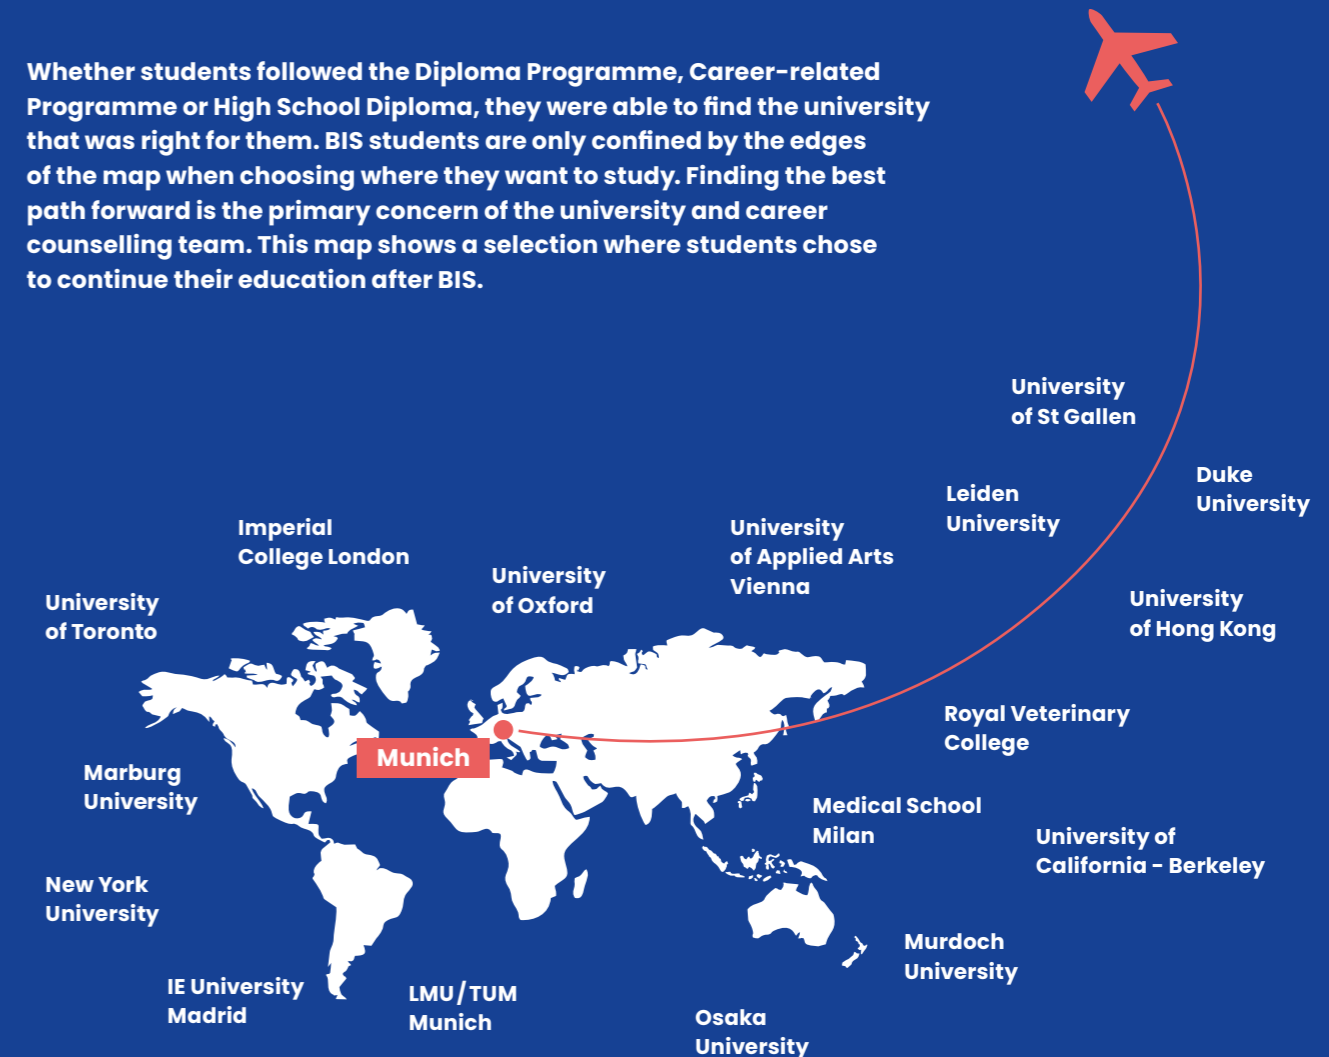 Whether students followed the Diploma Programme, Career-related
Programme or High School Diploma, they were able to find the university
that was right for them. BIS students are only confined by the edges
of the map when choosing where they want to study. Finding the best
path forward is the primary concern of the university and career
counselling team. This map shows a selection where students chose
to continue their education after BIS.
University
of St Gallen
Duke
University
Leiden
University
Imperial
College London
University
of Applied Arts
Vienna
University
of Oxford
University
of Toronto
University
of Hong Kong
Royal Veterinary
College
Munich
Marburg
University
Medical School
Milan
University of
California - Berkeley
New York
University
Murdoch
University
IE University
Madrid
LMU / TUM
Munich
Osaka
University